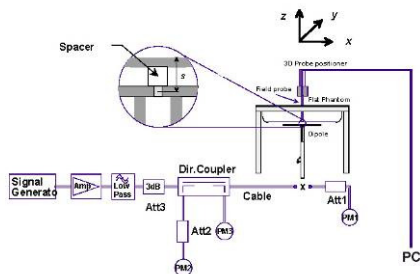 z
y
x
Spacer
s
3D Probe positioner
Field probe
Flat Phantom
Dipole
Signal
Generato
Amp
Low
Pass
3dB
Att3
Dir.Coupler
Cable
x
Att1
PM1
Att2
PM3
PM2
PC